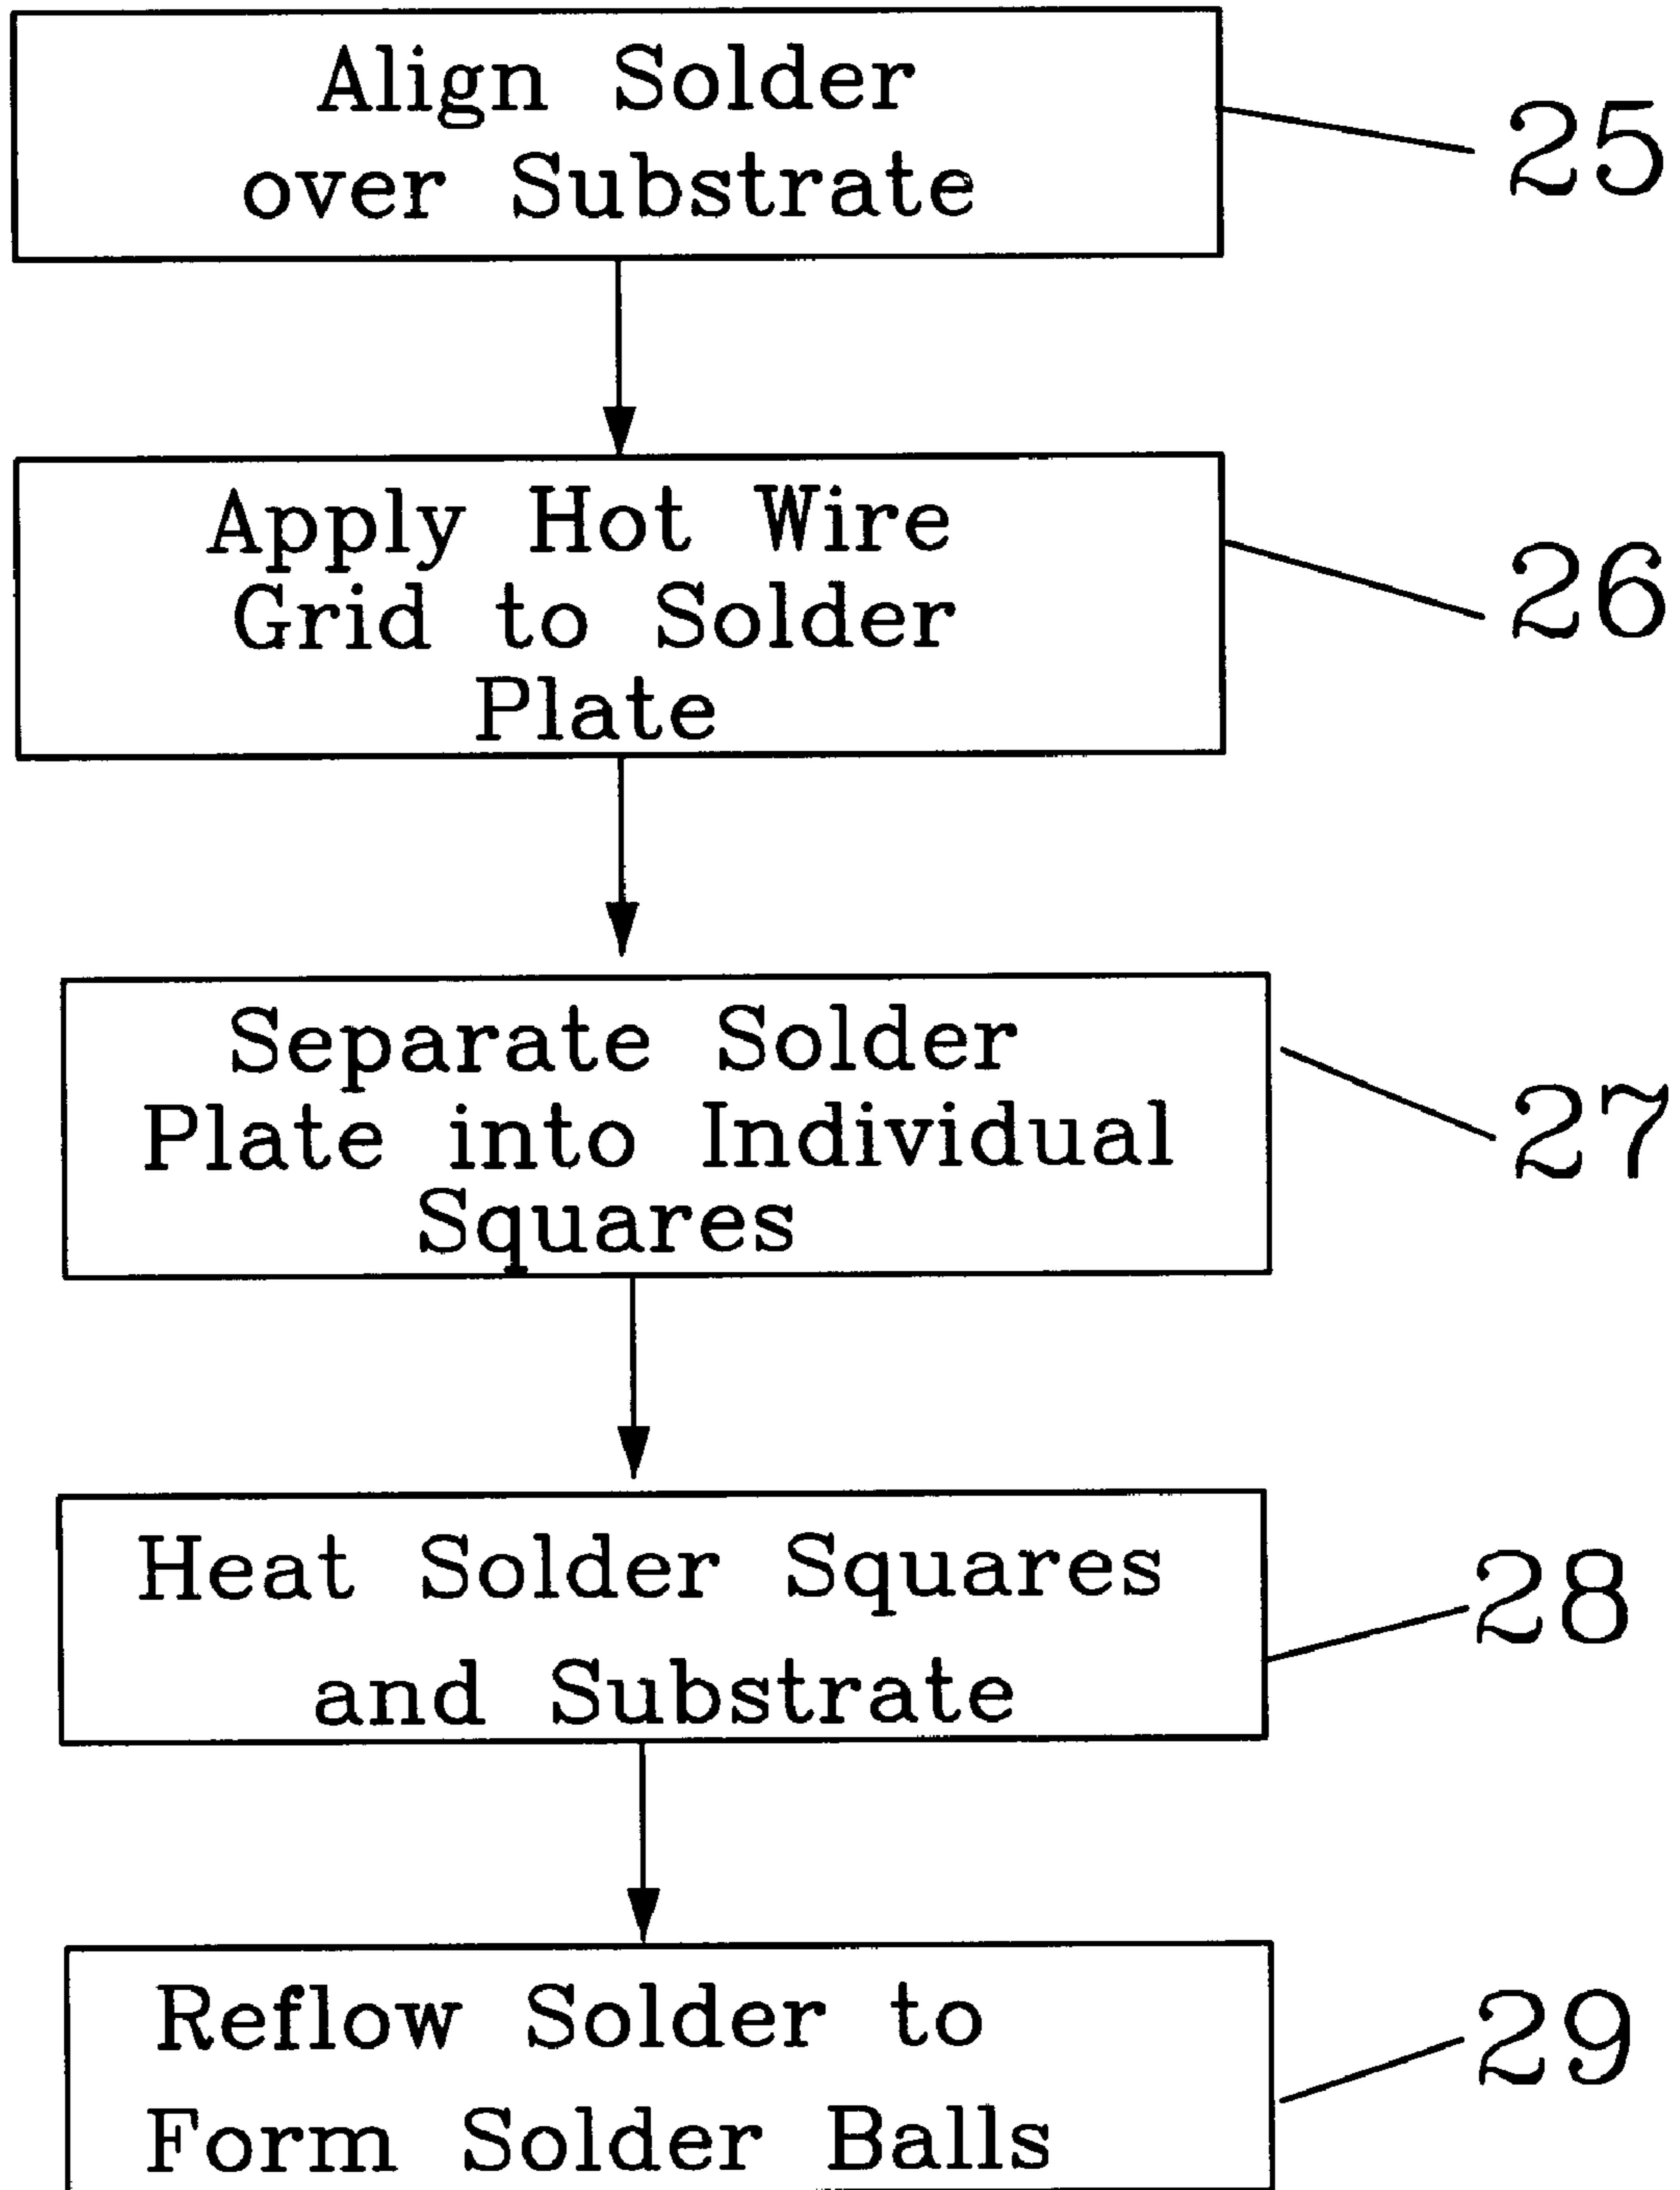 Align Solder
over Substrate
25
Apply Hot Wire
Grid to Solder
Plate
26
Separate Solder
Plate into Individual
Squares
27
Heat Solder Squares
and Substrate
28
Reflow Solder to
Form Solder Balls
29